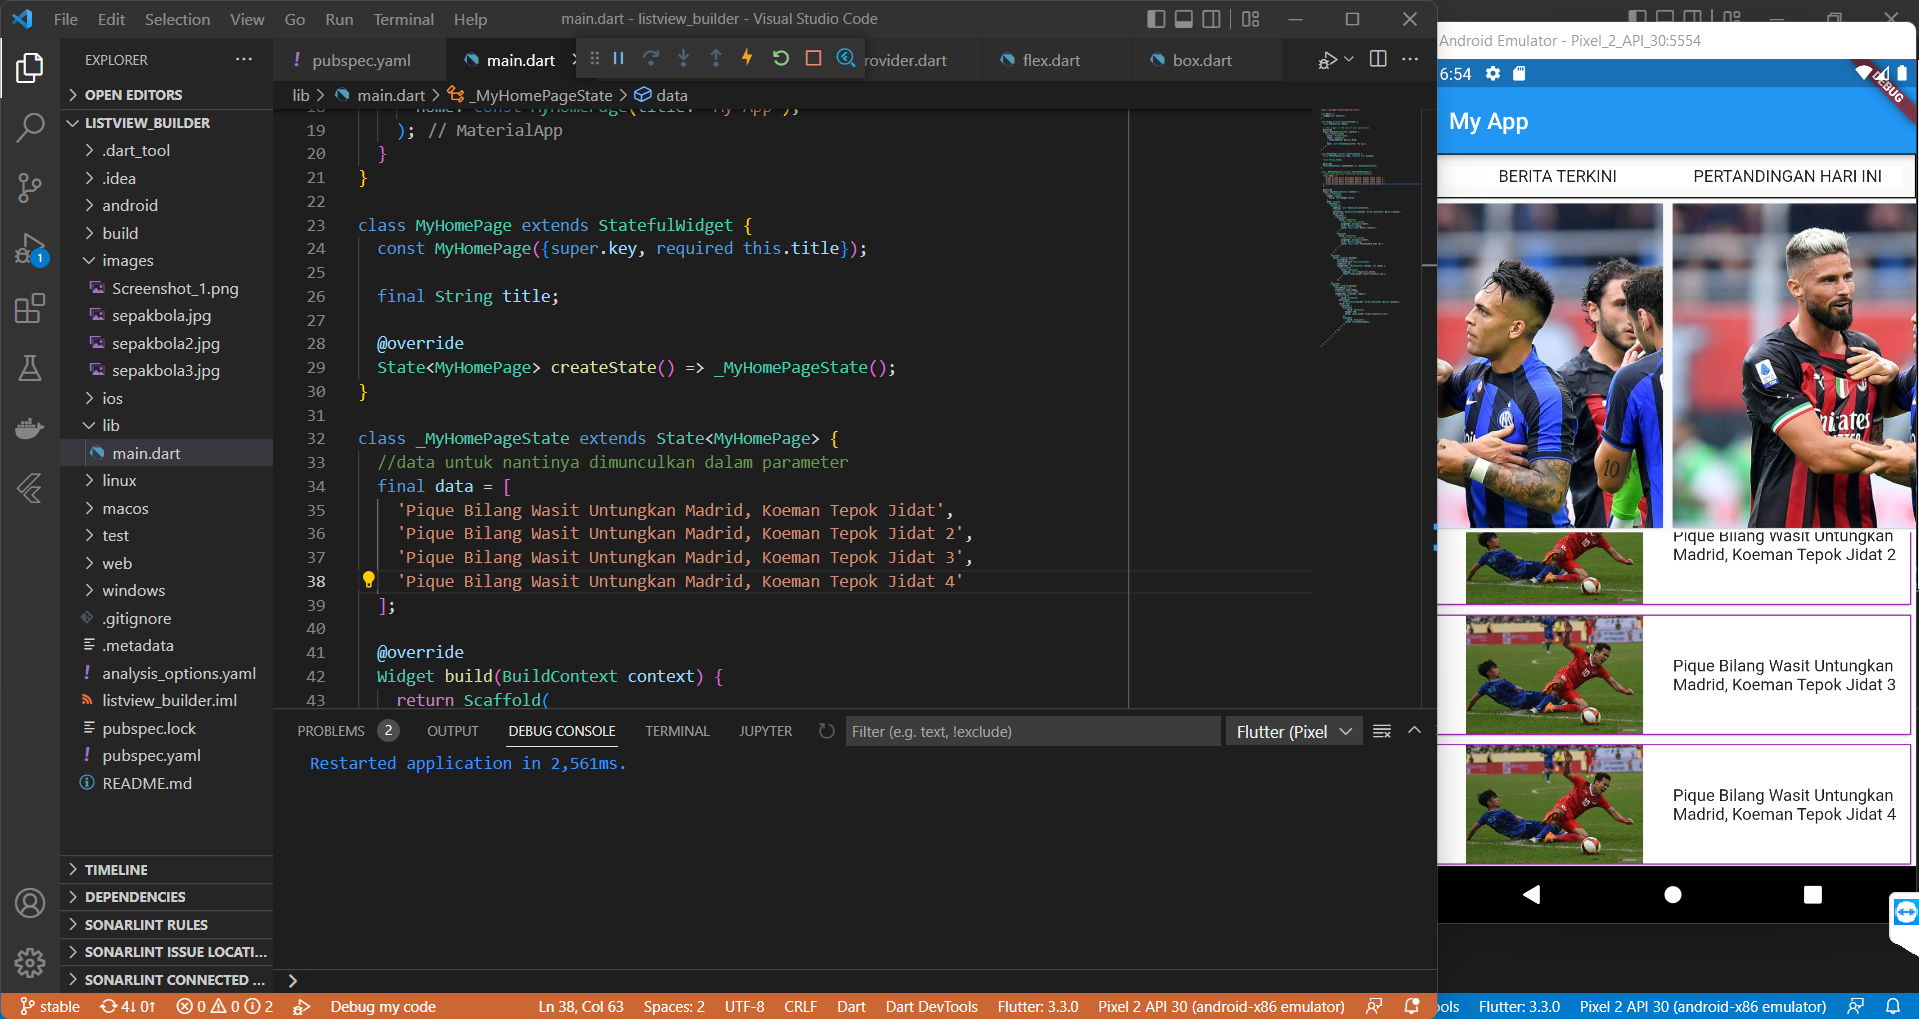 File Edit Selection View Go Run Terminal Help
main.dart - listview_builder - Visual Studio Code
EXPLORER
OPEN EDITORS
LISTVIEW_BUILDER
.dart_tool
.idea
android
build
images
Screenshot_1.png
sepakbola.jpg
sepakbola2.jpg
sepakbola3.jpg
ios
lib
main.dart
linux
macos
test
web
windows
.gitignore
.metadata
analysis_options.yaml
listview_builder.iml
pubspec.lock
pubspec.yaml
README.md
TIMELINE
DEPENDENCIES
SONARLINT RULES
SONARLINT ISSUE LOCATI...
SONARLINT CONNECTED ...
1
pubspec.yaml main.dart rovider.dart flex.dart box.dart
lib > main.dart > _MyHomePageState > data
19 ); // MaterialApp
20 }
21 }
22
23 class MyHomePage extends StatefulWidget {
24 const MyHomePage({super.key, required this.title});
25
26 final String title;
27
28 @override
29 State<MyHomePage> createState() => _MyHomePageState();
30 }
31
32 class _MyHomePageState extends State<MyHomePage> {
33 //data untuk nantinya dimunculkan dalam parameter
34 final data = [
35 'Pique Bilang Wasit Untungkan Madrid, Koeman Tepok Jidat',
36 'Pique Bilang Wasit Untungkan Madrid, Koeman Tepok Jidat 2',
37 'Pique Bilang Wasit Untungkan Madrid, Koeman Tepok Jidat 3',
38 'Pique Bilang Wasit Untungkan Madrid, Koeman Tepok Jidat 4'
39 ];
40
41 @override
42 Widget build(BuildContext context) {
43 return Scaffold(
PROBLEMS 2 OUTPUT DEBUG CONSOLE TERMINAL JUPYTER Filter (e.g. text, !exclude) Flutter (Pixel
Restarted application in 2,561ms.
stable 4↓ 0↑ 0 0 2 Debug my code Ln 38, Col 63 Spaces: 2 UTF-8 CRLF Dart Dart DevTools Flutter: 3.3.0 Pixel 2 API 30 (android-x86 emulator)
ols Flutter: 3.3.0 Pixel 2 API 30 (android-x86 emulator)
Android Emulator - Pixel_2_API_30:5554
6:54
DEBUG
My App
BERITA TERKINI PERTANDINGAN HARI INI
10
Pique Bilang Wasit Untungkan
Madrid, Koeman Tepok Jidat 2
Pique Bilang Wasit Untungkan
Madrid, Koeman Tepok Jidat 3
Pique Bilang Wasit Untungkan
Madrid, Koeman Tepok Jidat 4